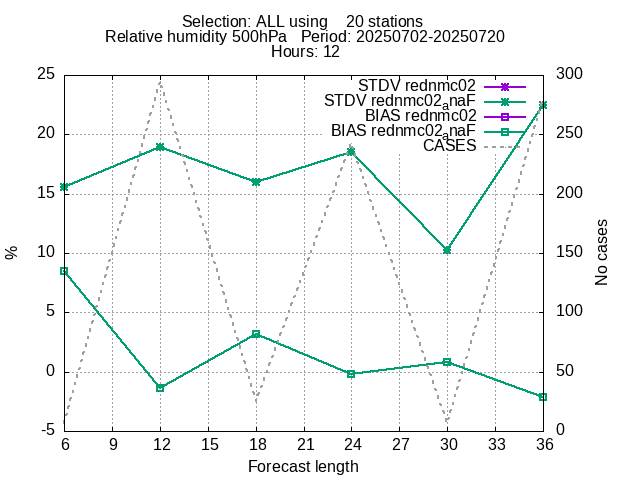 Selection: ALL using    20 stations
Relative humidity 500hPa   Period: 20250702-20250720
Hours: 12
STDV rednmc02
STDV rednmc02anaF
BIAS rednmc02
BIAS rednmc02anaF
CASES
25
20
15
10
5
0
-5
%
300
250
200
150
100
50
0
No cases
6 9 12 15 18 21 24 27 30 33 36
Forecast length